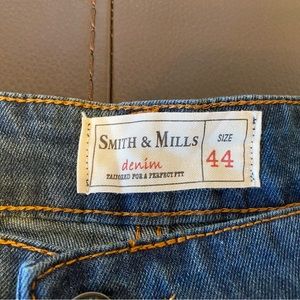 SMITH & MILLS
denim
TAILORED FOR A PERFECT FIT
SIZE
44